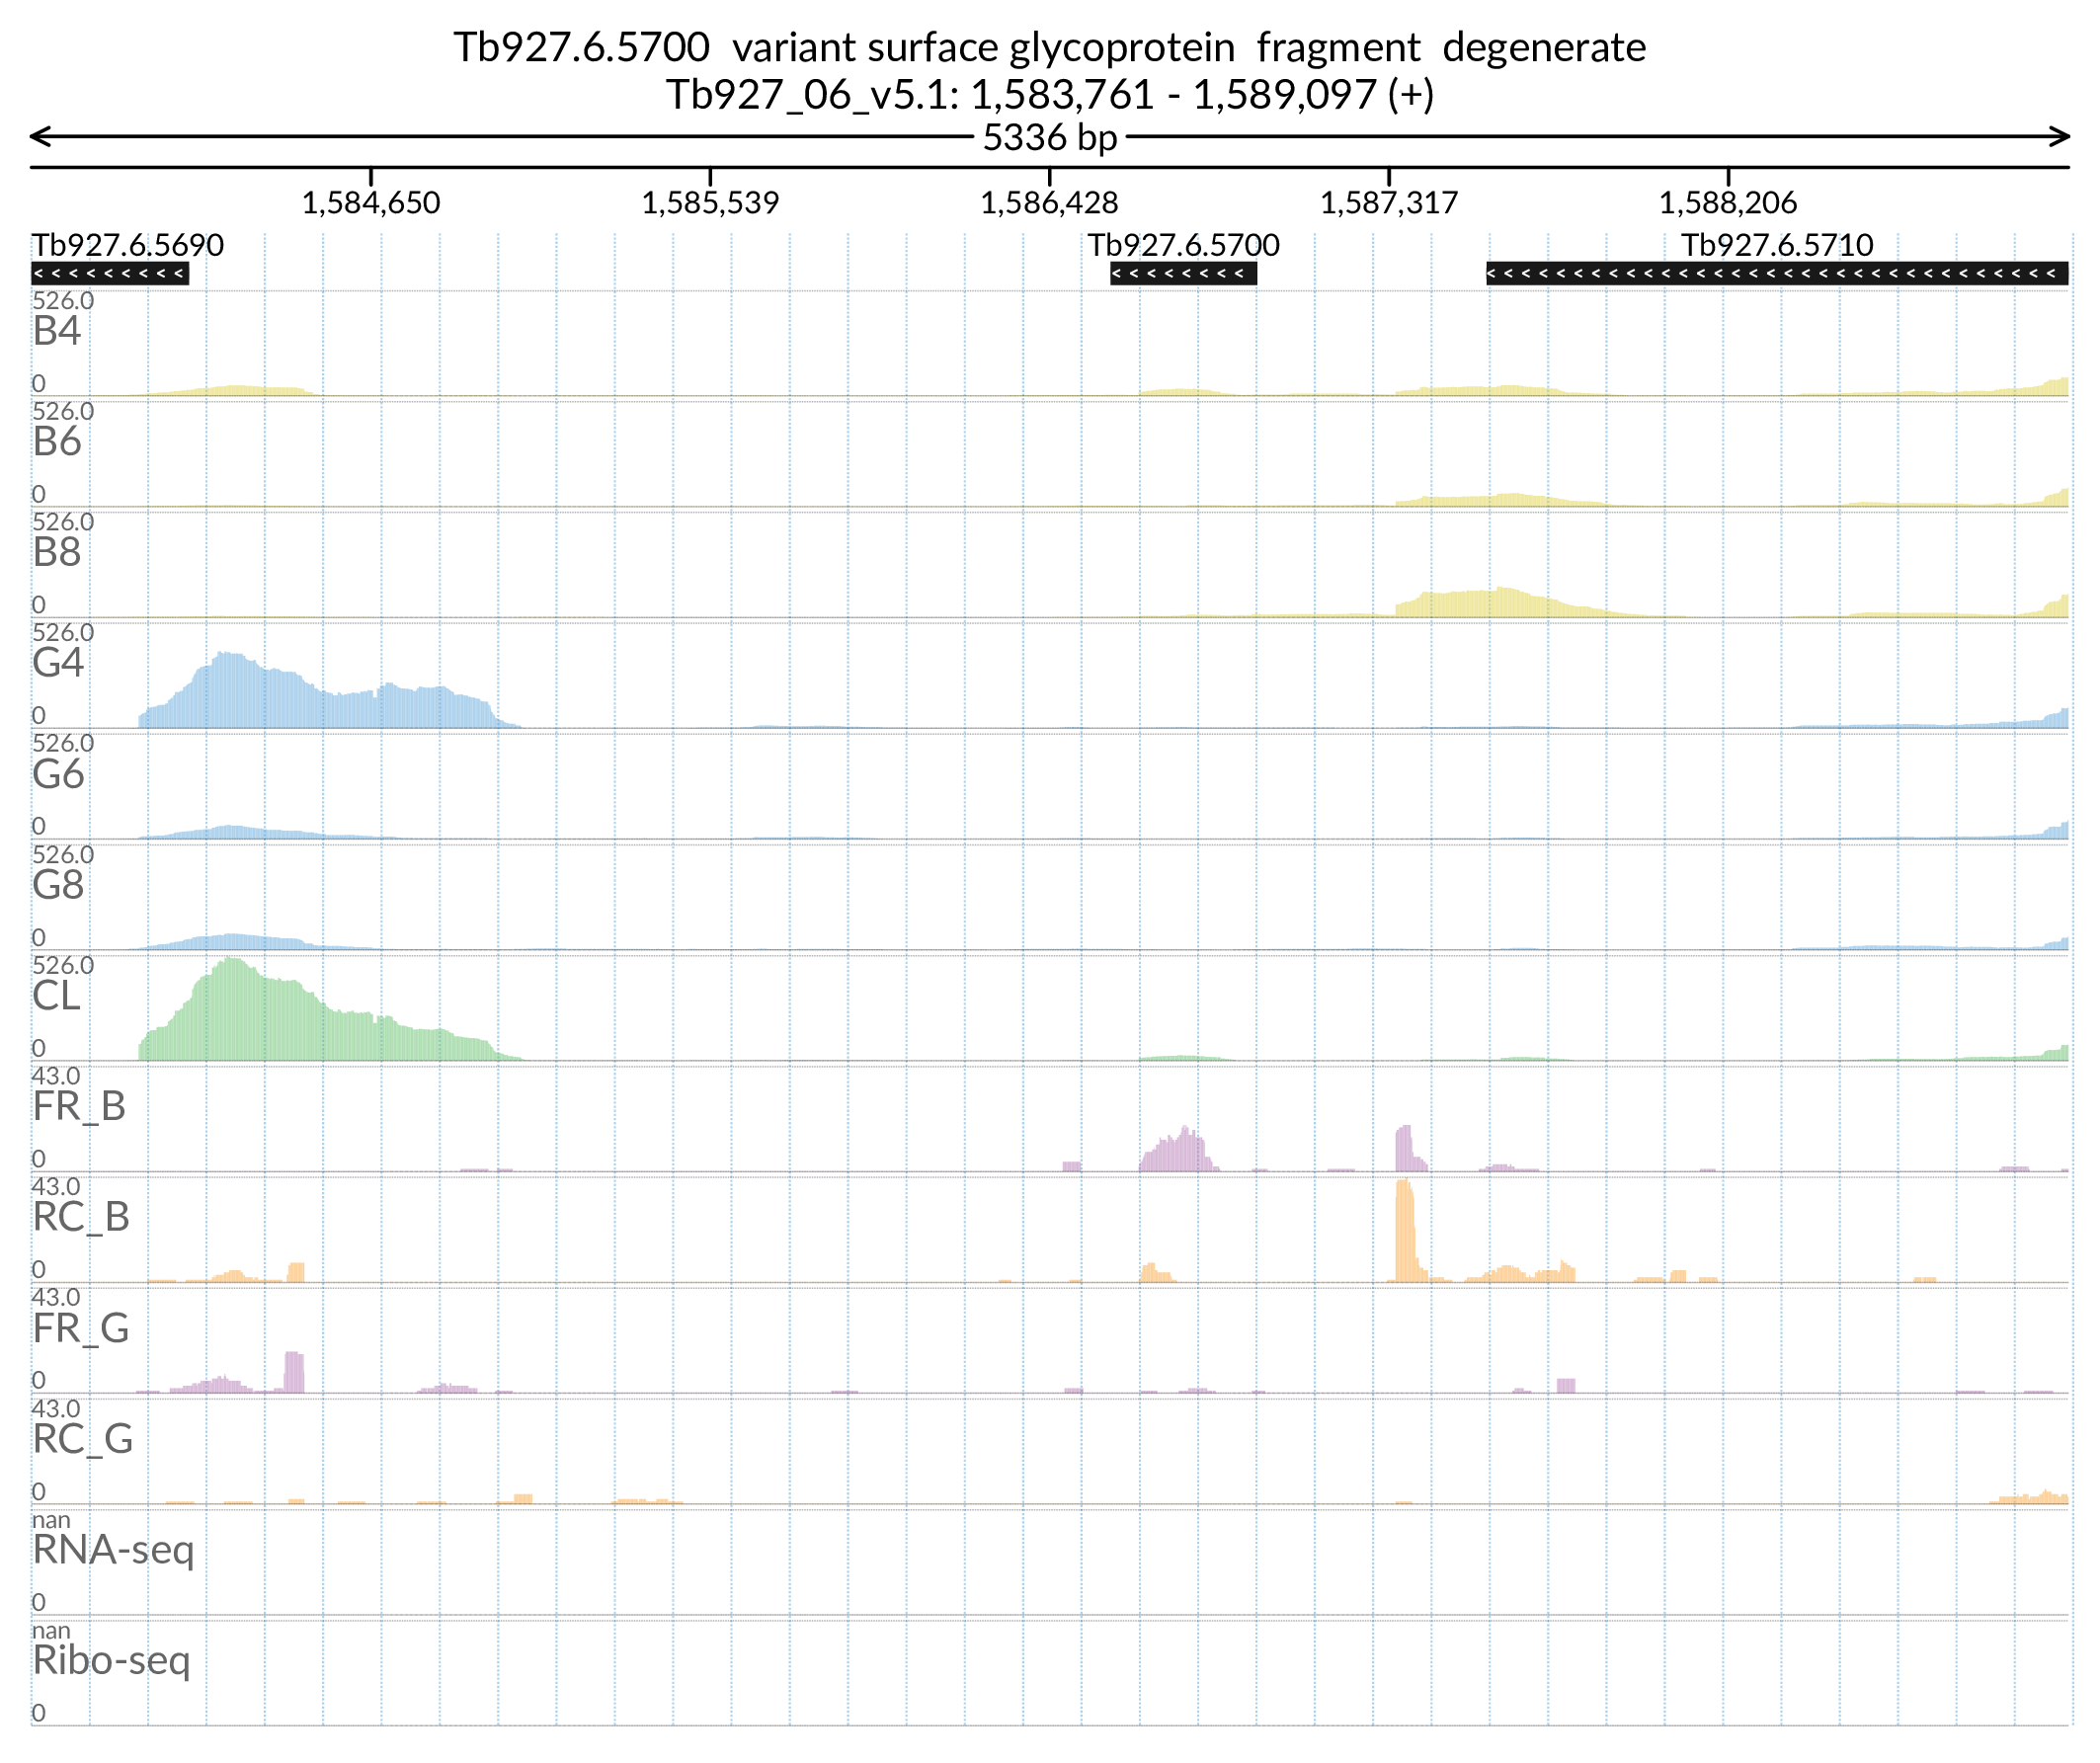 Tb927.6.5700 variant surface glycoprotein fragment degenerate
Tb927_06_v5.1: 1,583,761 - 1,589,097 (+)
5336 bp
1,584,650 1,585,539 1,586,428 1,587,317 1,588,206
Tb927.6.5690 Tb927.6.5700 Tb927.6.5710
526.0
B4
0
526.0
B6
0
526.0
B8
0
526.0
G4
0
526.0
G6
0
526.0
G8
0
526.0
CL
0
43.0
FR_B
0
43.0
RC_B
0
43.0
FR_G
0
43.0
RC_G
0
nan
RNA-seq
0
nan
Ribo-seq
0